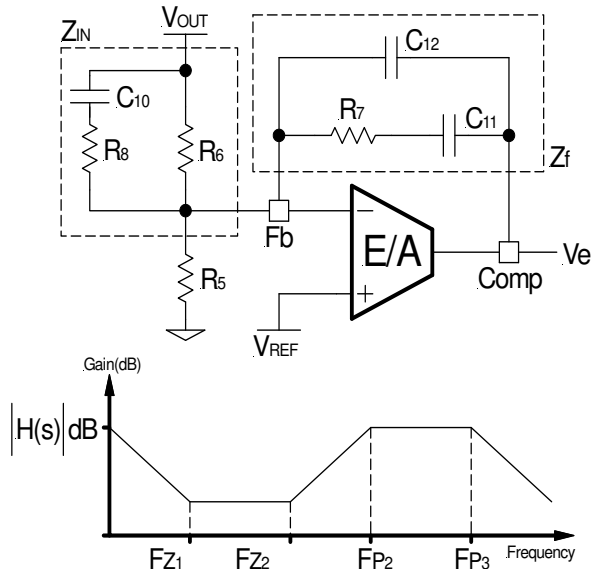 ZIN
VOUT
C12
C10
R7
C11
R8
R6
Zf
Fb
E/A
Ve
R5
Comp
VREF
Gain(dB)
|H(s)|dB
FZ1
FZ2
FP2
FP3
Frequency